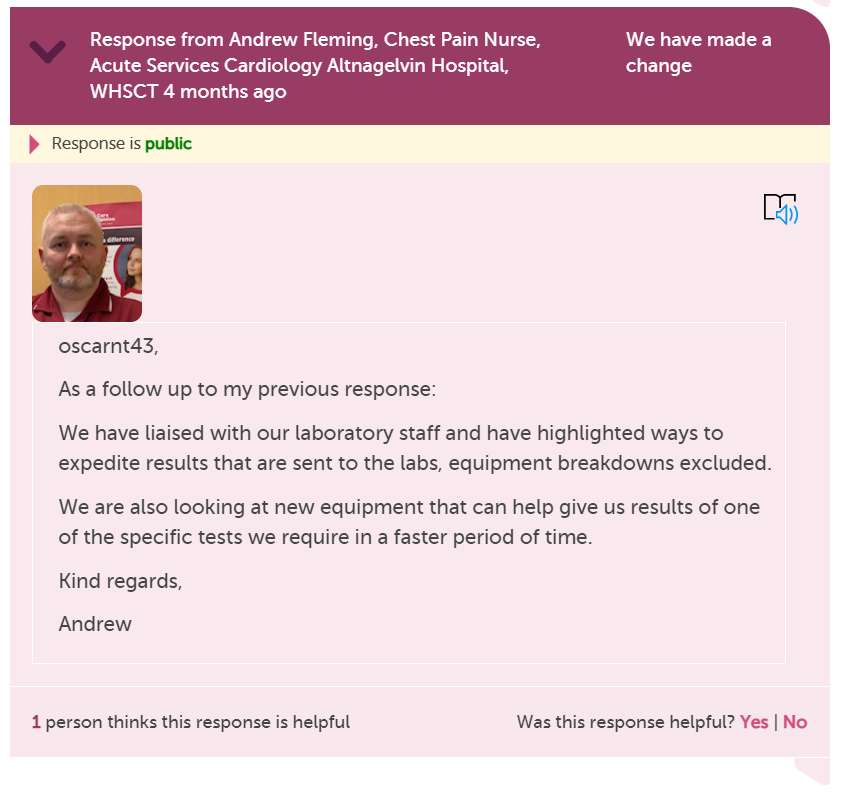 Response from Andrew Fleming, Chest Pain Nurse,
Acute Services Cardiology Altnagelvin Hospital,
WHSCT 4 months ago
We have made a
change
Response is public
a difference
oscarnt43,
As a follow up to my previous response:
We have liaised with our laboratory staff and have highlighted ways to
expedite results that are sent to the labs, equipment breakdowns excluded.
We are also looking at new equipment that can help give us results of one
of the specific tests we require in a faster period of time.
Kind regards,
Andrew
1 person thinks this response is helpful
Was this response helpful? Yes | No